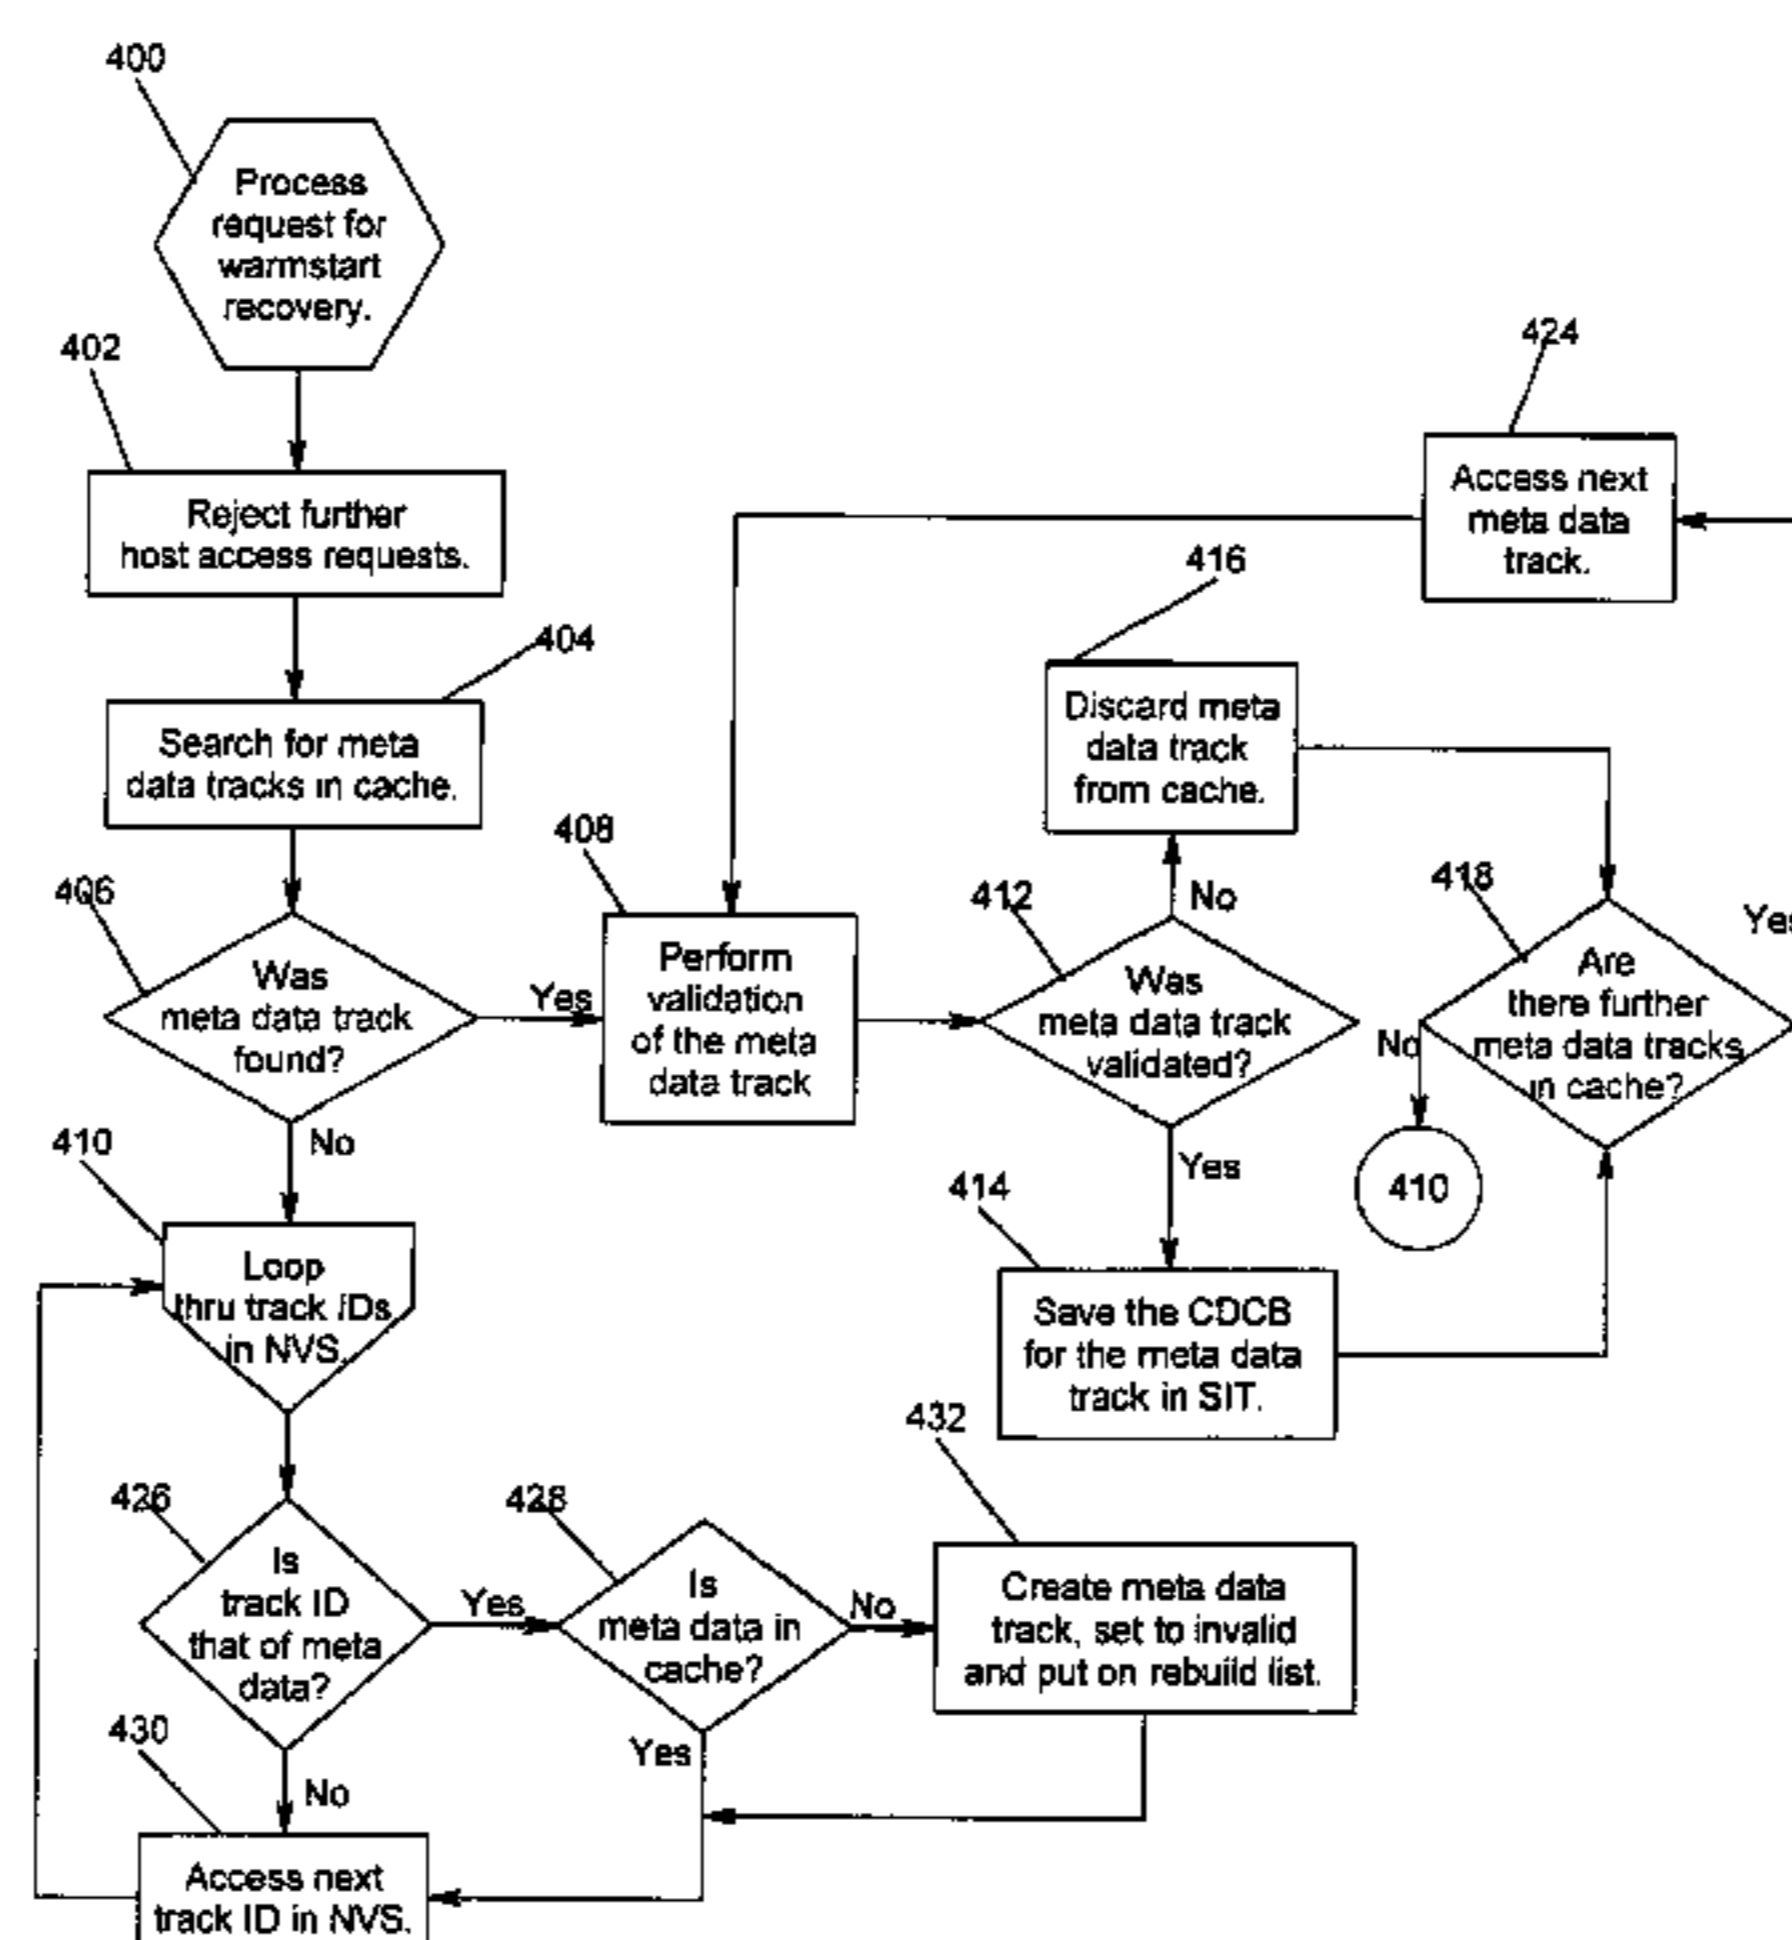 400
Process
request for
warmstart
recovery.
402
Reject further
host access requests.
404
Search for meta
data tracks in cache.
406
Was
meta data track
found?
Yes
No
408
Perform
validation
of the meta
data track
424
Access next
meta data
track.
416
Discard meta
data track
from cache.
412
No
Was
meta data track
validated?
Yes
418
Yes
Are
there further
meta data tracks
in cache?
No
410
414
Save the CDCB
for the meta data
track in SIT.
410
Loop
thru track IDs
in NVS.
426
Is
track ID
that of meta
data?
Yes
No
428
Is
meta data in
cache?
No
Yes
432
Create meta data
track, set to invalid
and put on rebuild list.
430
Access next
track ID in NVS.